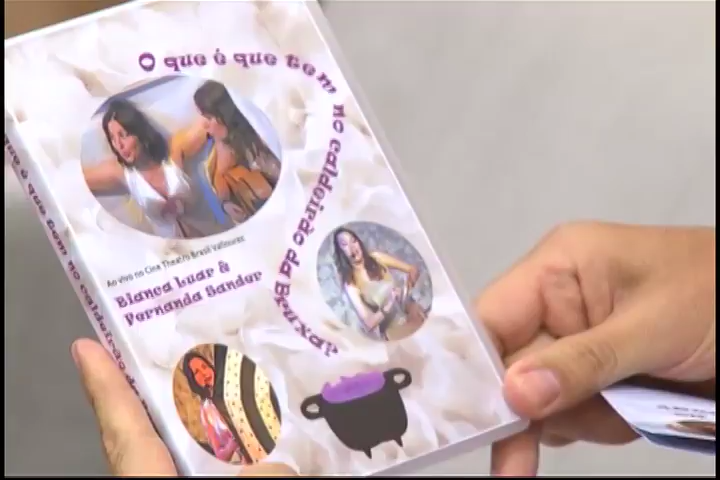 O que é que tem no caldeirão da Bruxa?
Ao vivo no Cine Theatro Brasil Vallourec
Bianca Luar &
Fernanda Sander
O que é que tem no caldeirão